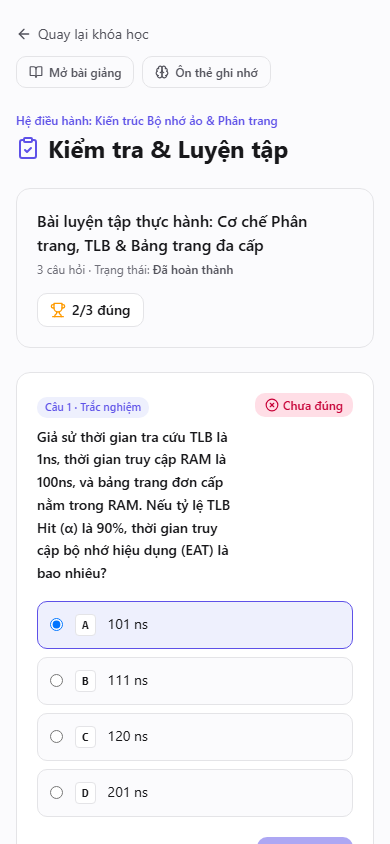 Quay lại khóa học
Mở bài giảng
Ôn thẻ ghi nhớ
Hệ điều hành: Kiến trúc Bộ nhớ ảo & Phân trang
Kiểm tra & Luyện tập
Bài luyện tập thực hành: Cơ chế Phân
trang, TLB & Bảng trang đa cấp
3 câu hỏi · Trạng thái: Đã hoàn thành
2/3 đúng
Câu 1 · Trắc nghiệm
Chưa đúng
Giả sử thời gian tra cứu TLB là
1ns, thời gian truy cập RAM là
100ns, và bảng trang đơn cấp
nằm trong RAM. Nếu tỷ lệ TLB
Hit (α) là 90%, thời gian truy
cập bộ nhớ hiệu dụng (EAT) là
bao nhiêu?
A 101 ns
B 111 ns
C 120 ns
D 201 ns